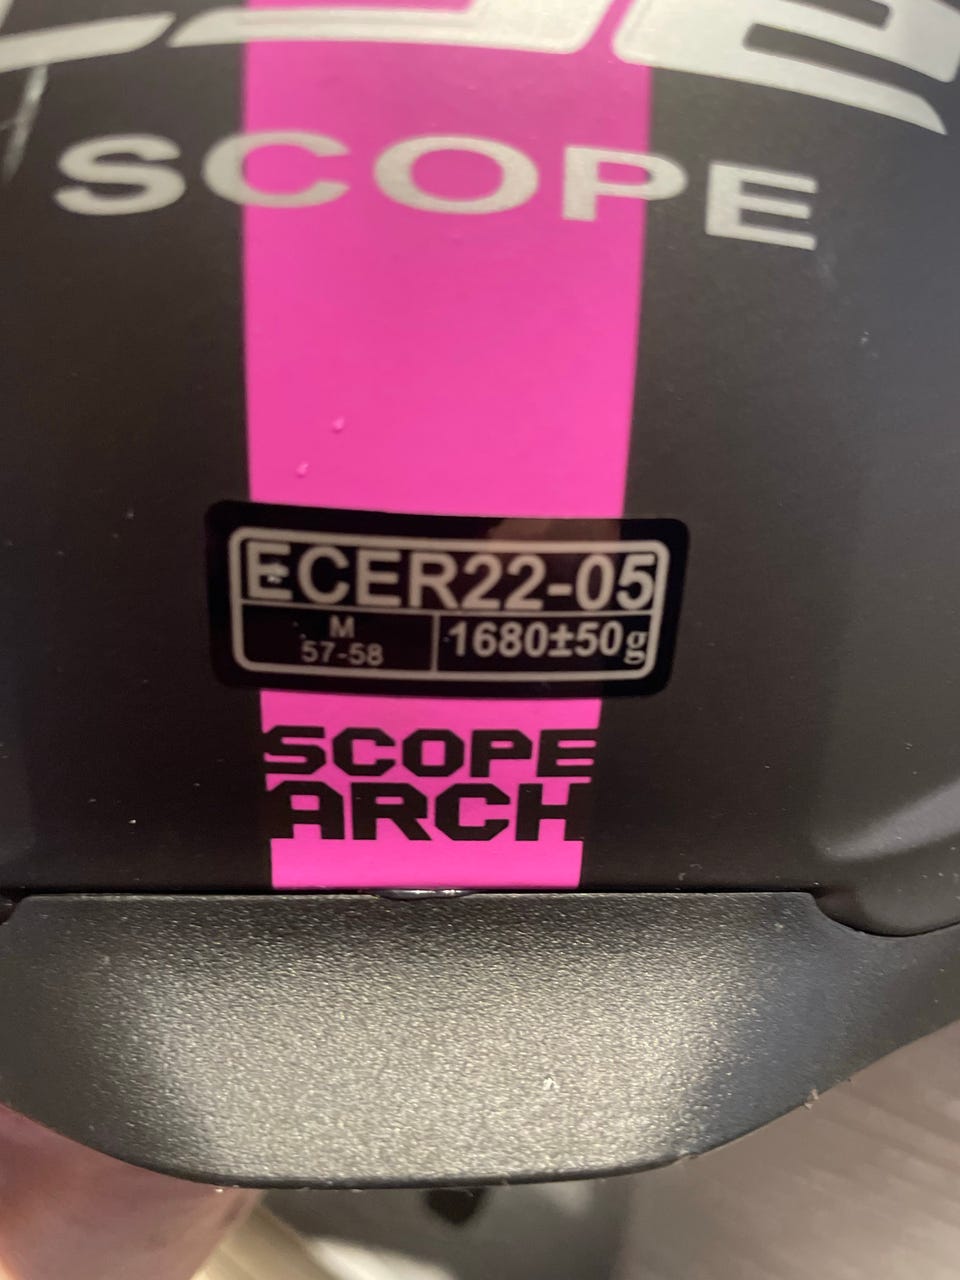 SCOPE
ECER22-05
M
57-58
1680±50g
SCOPE
ARCH